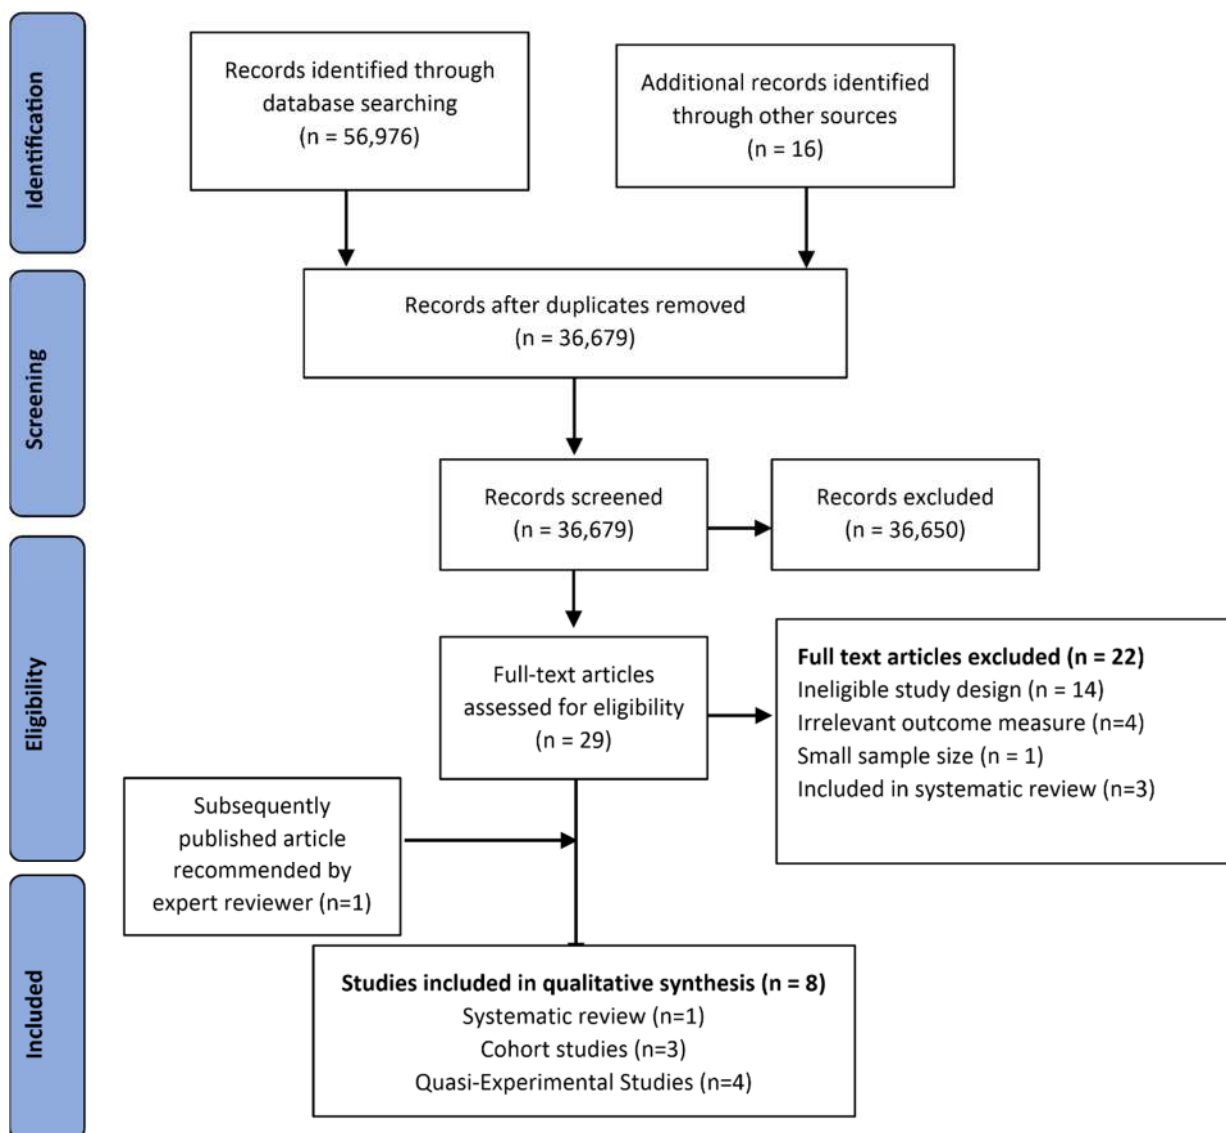 Identification
Records identified through
database searching
(n = 56,976)
Additional records identified
through other sources
(n = 16)
Screening
Records after duplicates removed
(n = 36,679)
Records screened
(n = 36,679)
Records excluded
(n = 36,650)
Eligibility
Full-text articles
assessed for eligibility
(n = 29)
Full text articles excluded (n = 22)
Ineligible study design (n = 14)
Irrelevant outcome measure (n=4)
Small sample size (n = 1)
Included in systematic review (n=3)
Subsequently
published article
recommended by
expert reviewer (n=1)
Included
Studies included in qualitative synthesis (n = 8)
Systematic review (n=1)
Cohort studies (n=3)
Quasi-Experimental Studies (n=4)